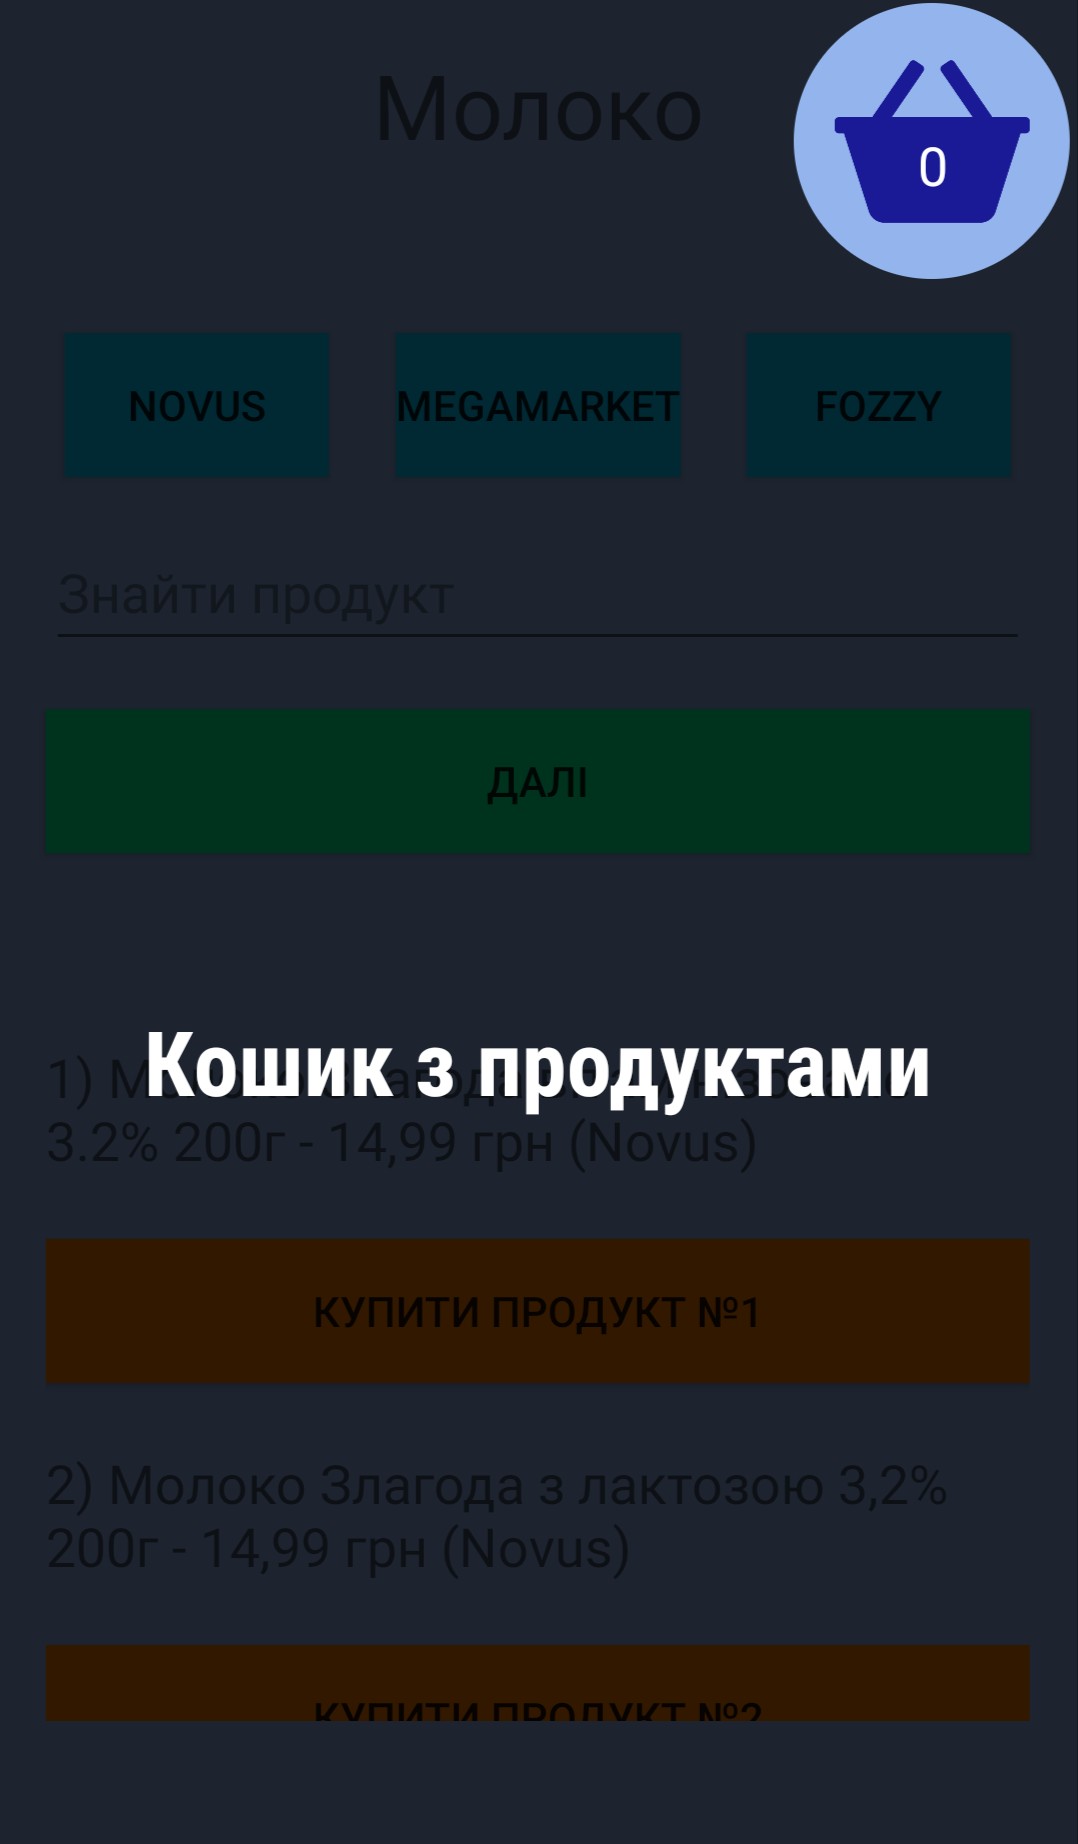 Молоко
0
NOVUS
MEGAMARKET
FOZZY
Знайти продукт
ДАЛІ
Кошик з продуктами
1)
3.2% 200г - 14,99 грн (Novus)
КУПИТИ ПРОДУКТ №1
2) Молоко Злагода з лактозою 3,2%
200г - 14,99 грн (Novus)
КУПИТИ ПРОДУКТ №2